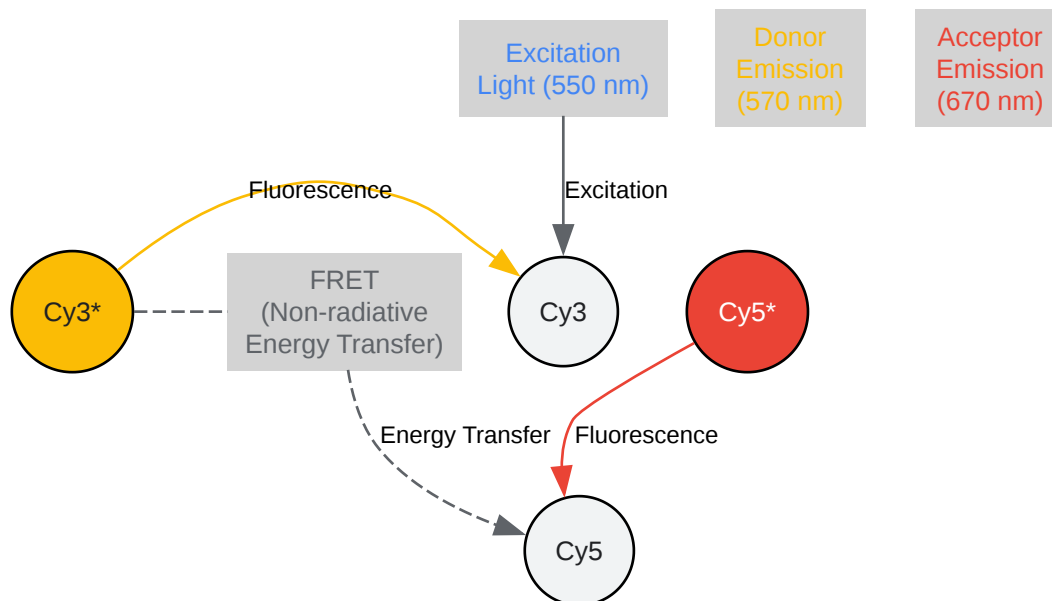 Excitation
Light (550 nm)
Donor
Emission
(570 nm)
Acceptor
Emission
(670 nm)
Fluorescence
Excitation
Cy3*
FRET
(Non-radiative
Energy Transfer)
Cy3
Cy5*
Energy Transfer
Fluorescence
Cy5